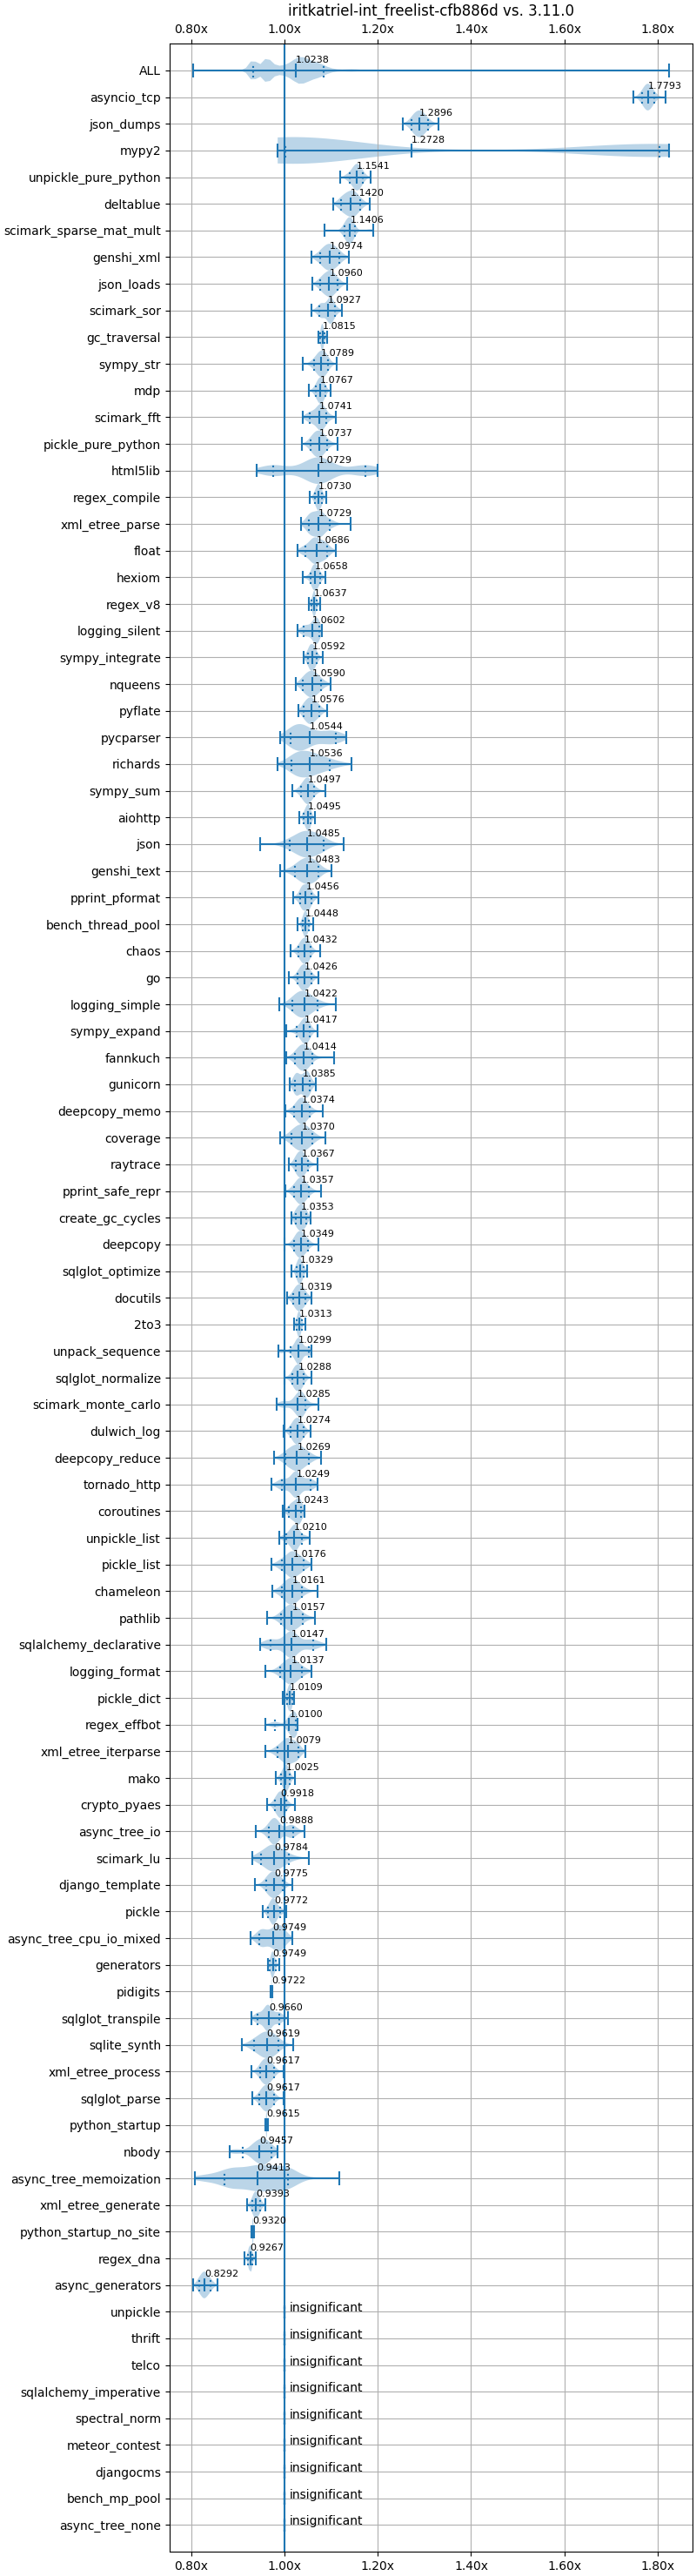 iritkatriel-int_freelist-cfb886d vs. 3.11.0
0.80x 1.00x 1.20x 1.40x 1.60x 1.80x
ALL 1.0238
asyncio_tcp 1.7793
json_dumps 1.2896
mypy2 1.2728
unpickle_pure_python 1.1541
deltablue 1.1420
scimark_sparse_mat_mult 1.1406
genshi_xml 1.0974
json_loads 1.0960
scimark_sor 1.0927
gc_traversal 1.0815
sympy_str 1.0789
mdp 1.0767
scimark_fft 1.0741
pickle_pure_python 1.0737
html5lib 1.0729
regex_compile 1.0730
xml_etree_parse 1.0729
float 1.0686
hexiom 1.0658
regex_v8 1.0637
logging_silent 1.0602
sympy_integrate 1.0592
nqueens 1.0590
pyflate 1.0576
pycparser 1.0544
richards 1.0536
sympy_sum 1.0497
aiohttp 1.0495
json 1.0485
genshi_text 1.0483
pprint_pformat 1.0456
bench_thread_pool 1.0448
chaos 1.0432
go 1.0426
logging_simple 1.0422
sympy_expand 1.0417
fannkuch 1.0414
gunicorn 1.0385
deepcopy_memo 1.0374
coverage 1.0370
raytrace 1.0367
pprint_safe_repr 1.0357
create_gc_cycles 1.0353
deepcopy 1.0349
sqlglot_optimize 1.0329
docutils 1.0319
2to3 1.0313
unpack_sequence 1.0299
sqlglot_normalize 1.0288
scimark_monte_carlo 1.0285
dulwich_log 1.0274
deepcopy_reduce 1.0269
tornado_http 1.0249
coroutines 1.0243
unpickle_list 1.0210
pickle_list 1.0176
chameleon 1.0161
pathlib 1.0157
sqlalchemy_declarative 1.0147
logging_format 1.0137
pickle_dict 1.0109
regex_effbot 1.0100
xml_etree_iterparse 1.0079
mako 1.0025
crypto_pyaes 0.9918
async_tree_io 0.9888
scimark_lu 0.9784
django_template 0.9775
pickle 0.9772
async_tree_cpu_io_mixed 0.9749
generators 0.9749
pidigits 0.9722
sqlglot_transpile 0.9660
sqlite_synth 0.9619
xml_etree_process 0.9617
sqlglot_parse 0.9617
python_startup 0.9615
nbody 0.9457
async_tree_memoization 0.9413
xml_etree_generate 0.9393
python_startup_no_site 0.9320
regex_dna 0.9267
async_generators 0.8292
unpickle insignificant
thrift insignificant
telco insignificant
sqlalchemy_imperative insignificant
spectral_norm insignificant
meteor_contest insignificant
djangocms insignificant
bench_mp_pool insignificant
async_tree_none insignificant
0.80x 1.00x 1.20x 1.40x 1.60x 1.80x